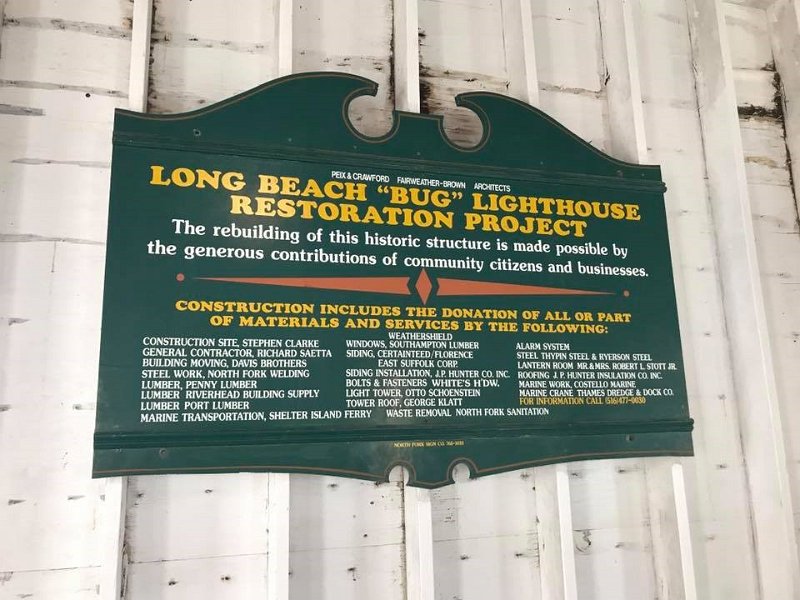 PEIX & CRAWFORD FAIRWEATHER-BROWN ARCHITECTS
LONG BEACH "BUG" LIGHTHOUSE
RESTORATION PROJECT
The rebuilding of this historic structure is made possible by
the generous contributions of community citizens and businesses.
CONSTRUCTION INCLUDES THE DONATION OF ALL OR PART
OF MATERIALS AND SERVICES BY THE FOLLOWING:
CONSTRUCTION SITE, STEPHEN CLARKE
GENERAL CONTRACTOR, RICHARD SAETTA
BUILDING MOVING, DAVIS BROTHERS
STEEL WORK, NORTH FORK WELDING
LUMBER, PENNY LUMBER
LUMBER RIVERHEAD BUILDING SUPPLY
LUMBER PORT LUMBER
MARINE TRANSPORTATION, SHELTER ISLAND FERRY
WEATHERSHIELD
WINDOWS, SOUTHAMPTON LUMBER
SIDING, CERTAINTEED/FLORENCE
EAST SUFFOLK CORP.
SIDING INSTALLATION, J.P. HUNTER CO. INC.
BOLTS & FASTENERS WHITE'S H'DW.
LIGHT TOWER, OTTO SCHOENSTEIN
TOWER ROOF, GEORGE KLATT
WASTE REMOVAL NORTH FORK SANITATION
ALARM SYSTEM
STEEL THYPIN STEEL & RYERSON STEEL
LANTERN ROOM MR & MRS. ROBERT L STOTT JR.
ROOFING J. P. HUNTER INSULATION CO. INC.
MARINE WORK, COSTELLO MARINE
MARINE CRANE THAMES DREDGE & DOCK CO.
FOR INFORMATION CALL (516)477-0030
NORTH FORK SIGN CO.